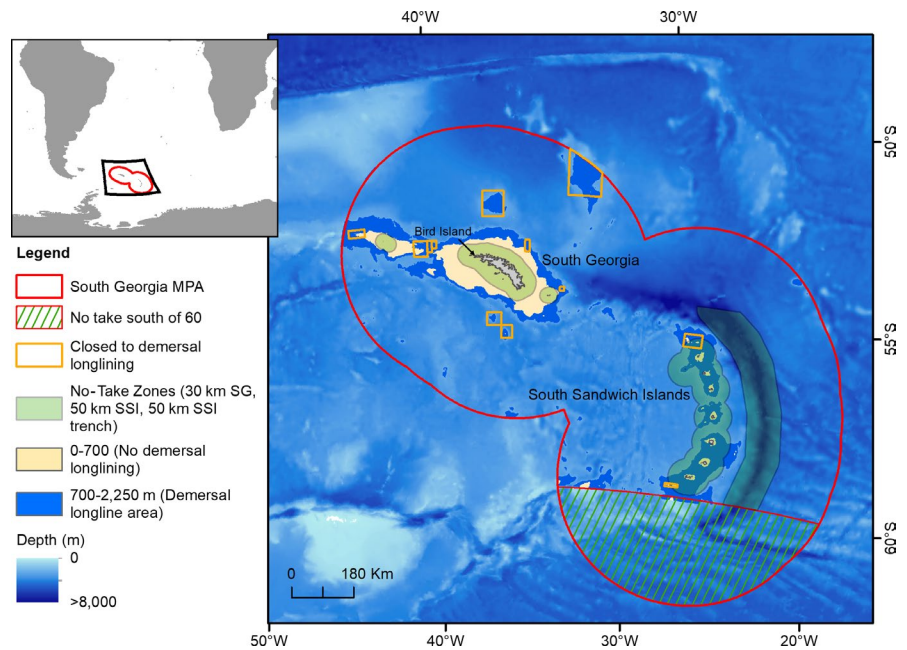 40°W
30°W
50°S
Bird Island
South Georgia
55°S
South Sandwich Islands
60°S
0
180 Km
50°W
40°W
30°W
20°W
Legend
South Georgia MPA
No take south of 60
Closed to demersal
longlining
No-Take Zones (30 km SG,
50 km SSI, 50 km SSI
trench)
0-700 (No demersal
longlining)
700-2,250 m (Demersal
longline area)
Depth (m)
0
>8,000